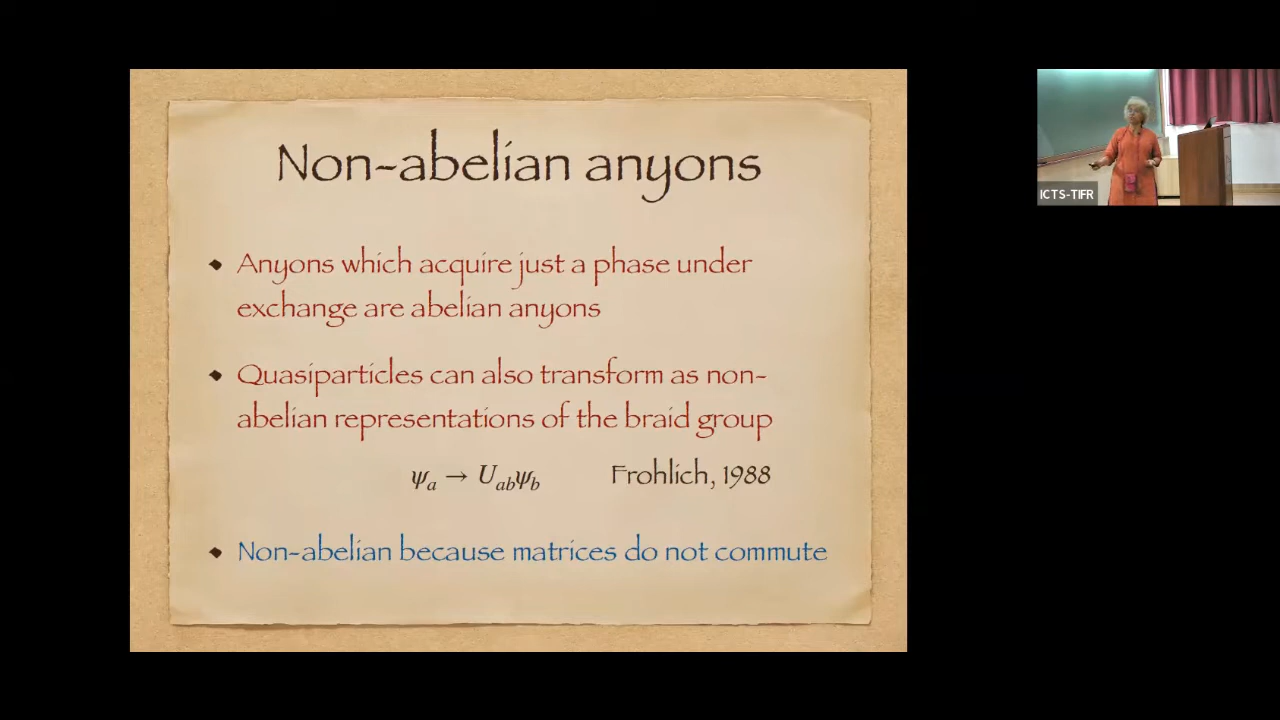 Non-abelian anyons
Anyons which acquire just a phase under
exchange are abelian anyons
Quasiparticles can also transform as non-
abelian representations of the braid group
ψ_a → U_{ab}ψ_b Frohlich, 1988
Non-abelian because matrices do not commute
ICTS-TIFR